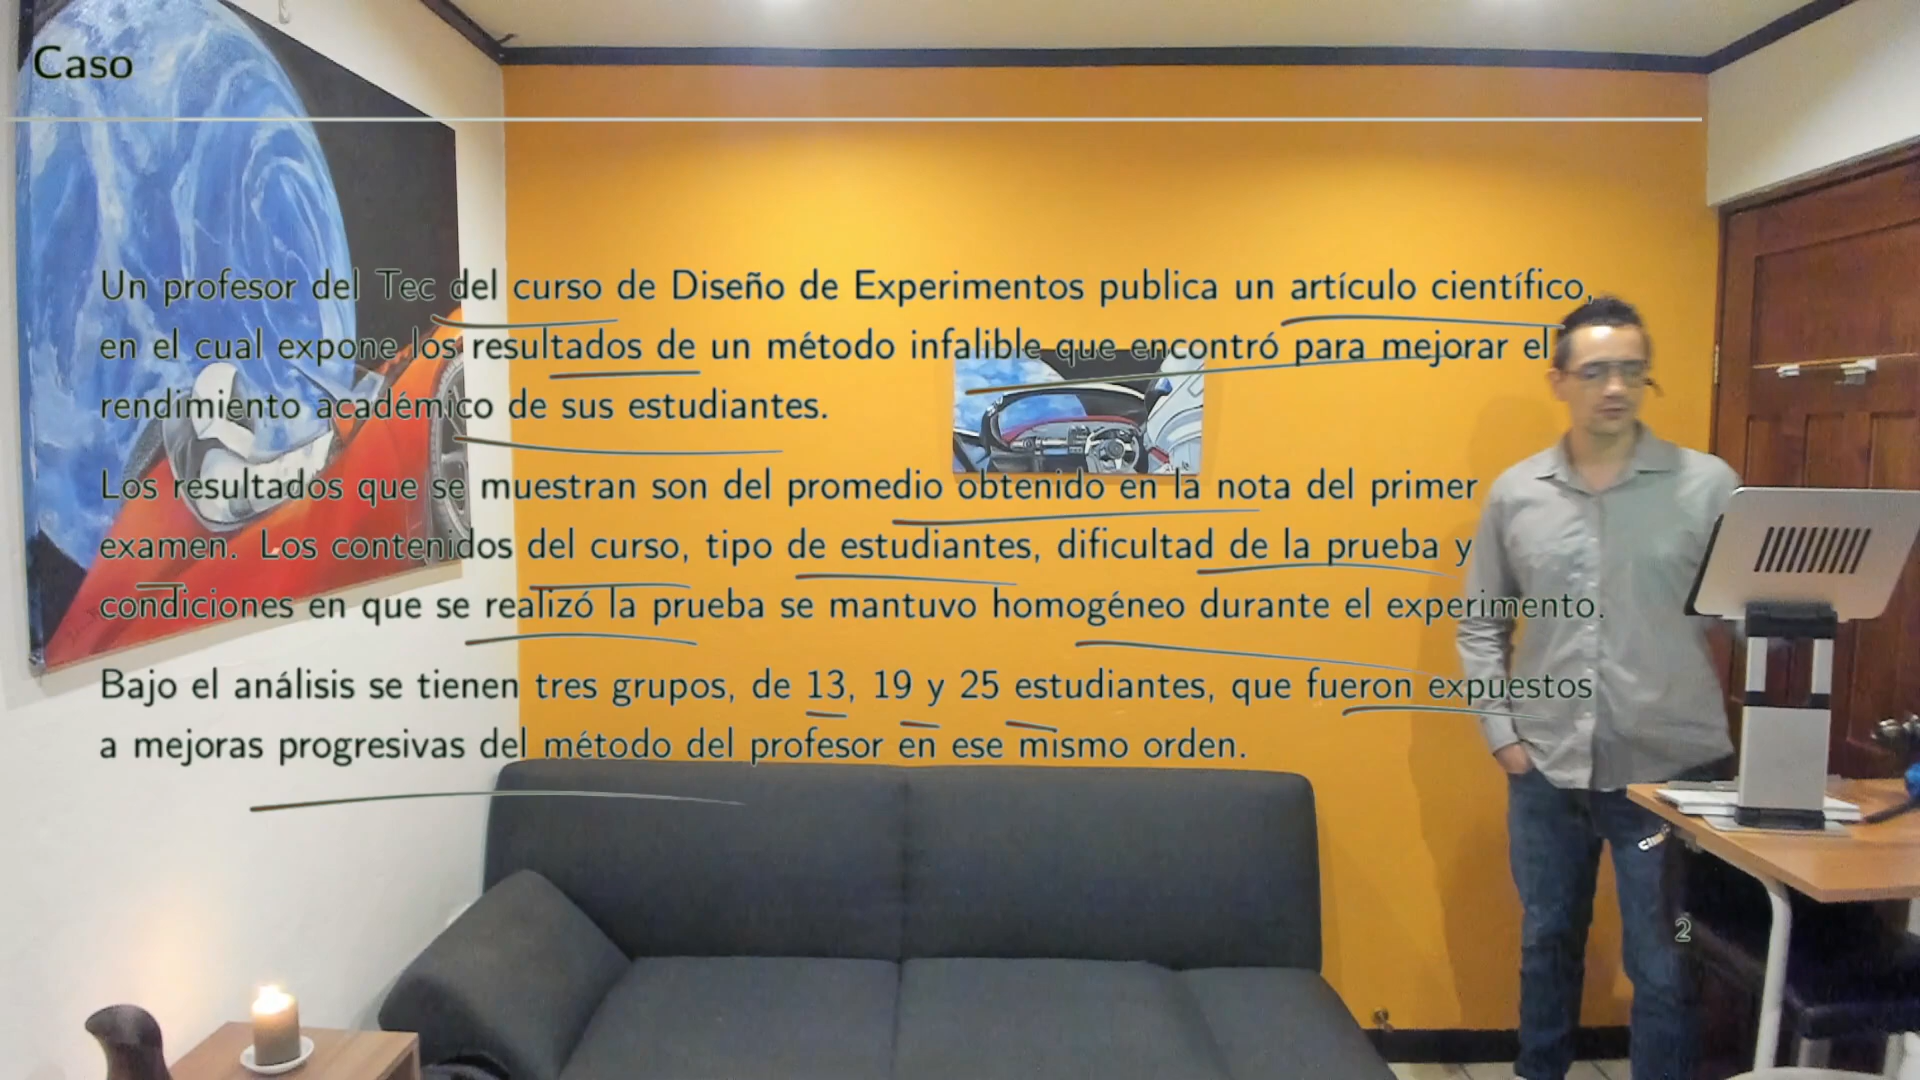 Caso
Un profesor del Tec del curso de Diseño de Experimentos publica un artículo científico,
en el cual expone los resultados de un método infalible que encontró para mejorar el
rendimiento académico de sus estudiantes.
Los resultados que se muestran son del promedio obtenido en la nota del primer
examen. Los contenidos del curso, tipo de estudiantes, dificultad de la prueba y
condiciones en que se realizó la prueba se mantuvo homogéneo durante el experimento.
Bajo el análisis se tienen tres grupos, de 13, 19 y 25 estudiantes, que fueron expuestos
a mejoras progresivas del método del profesor en ese mismo orden.
2